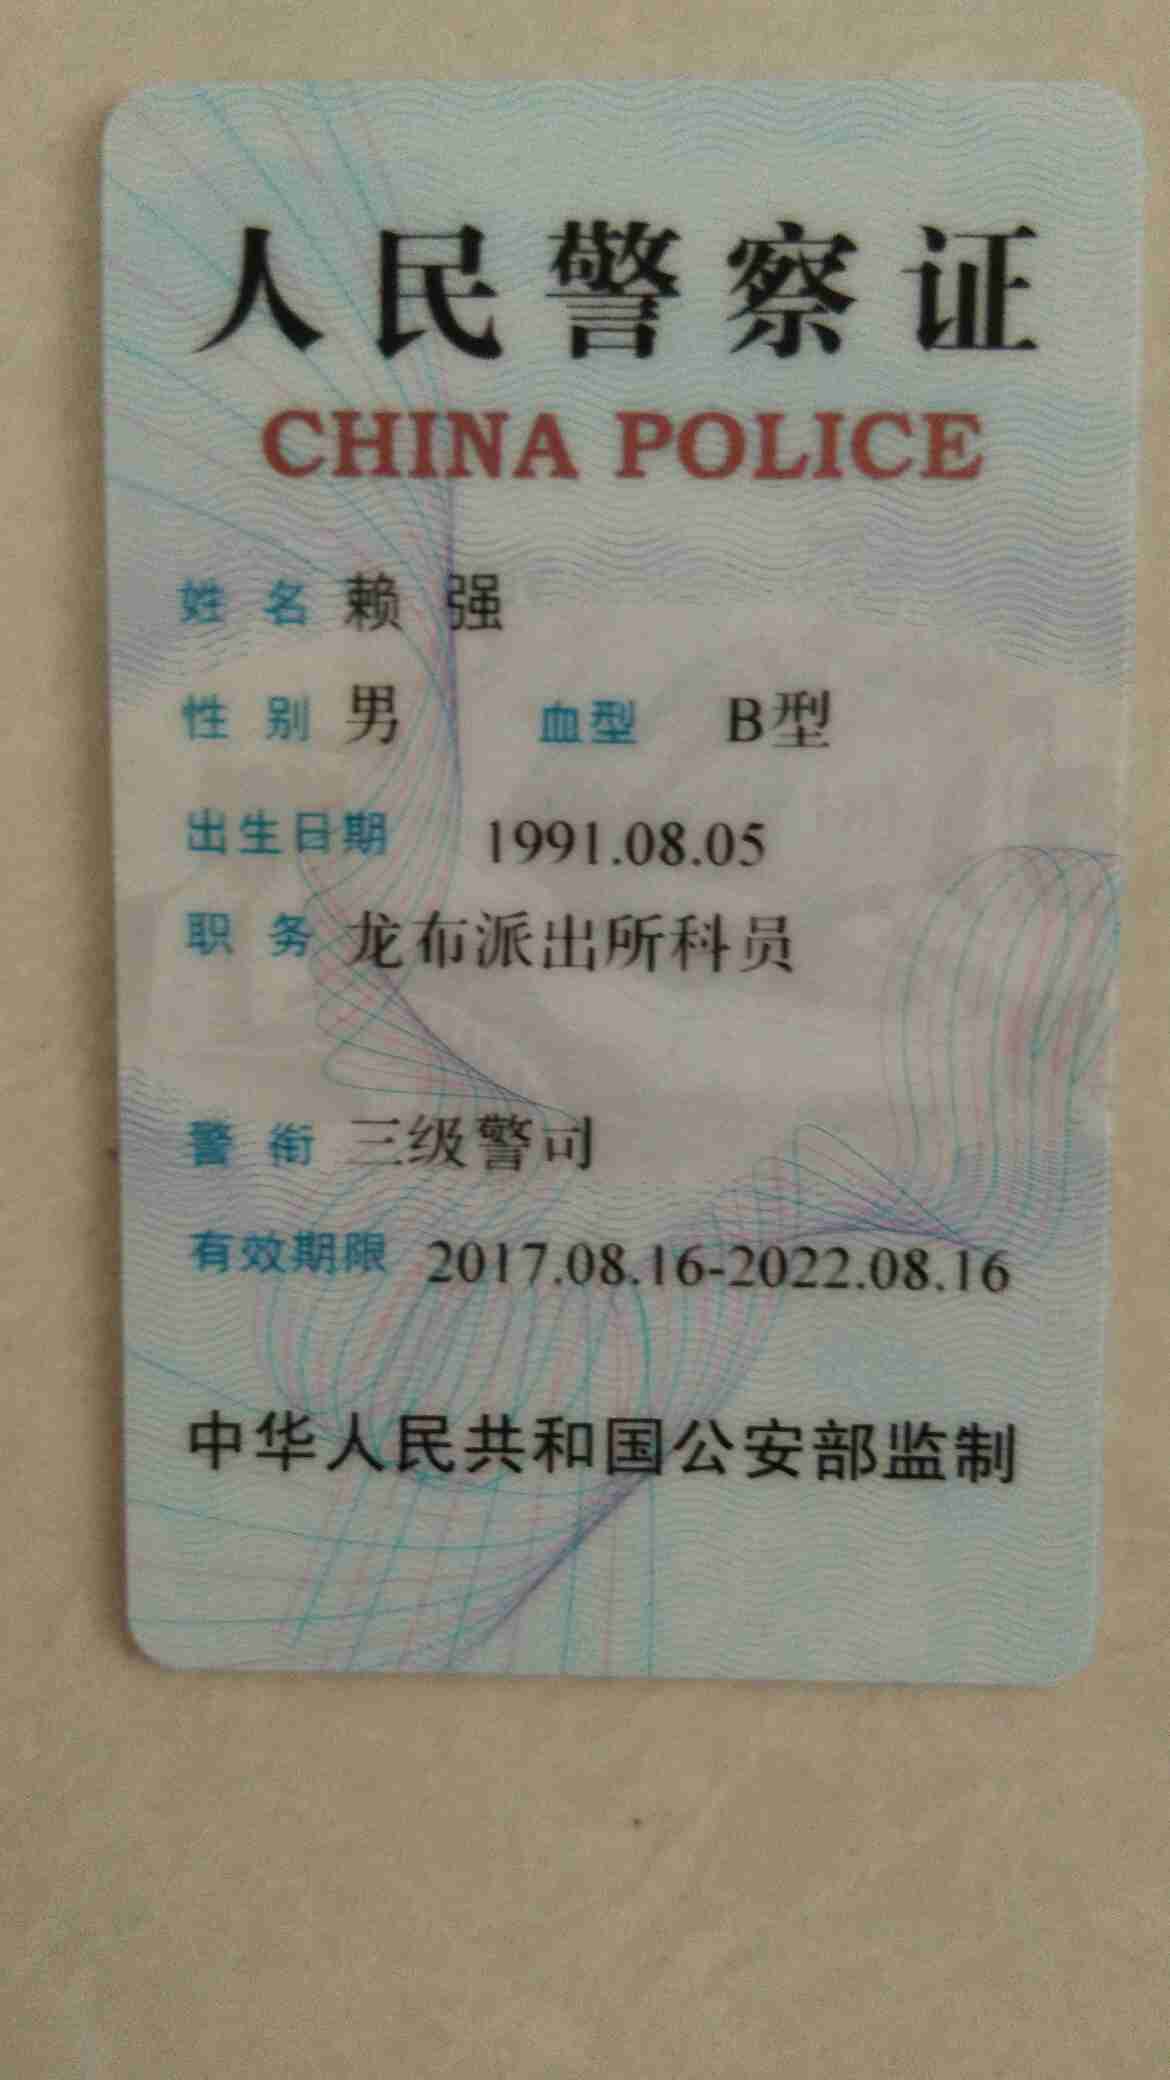 人民警察证
CHINA POLICE
姓名 赖强
性别 男 血型 B型
出生日期 1991.08.05
职务 龙布派出所科员
警衔 三级警司
有效期限 2017.08.16-2022.08.16
中华人民共和国公安部监制